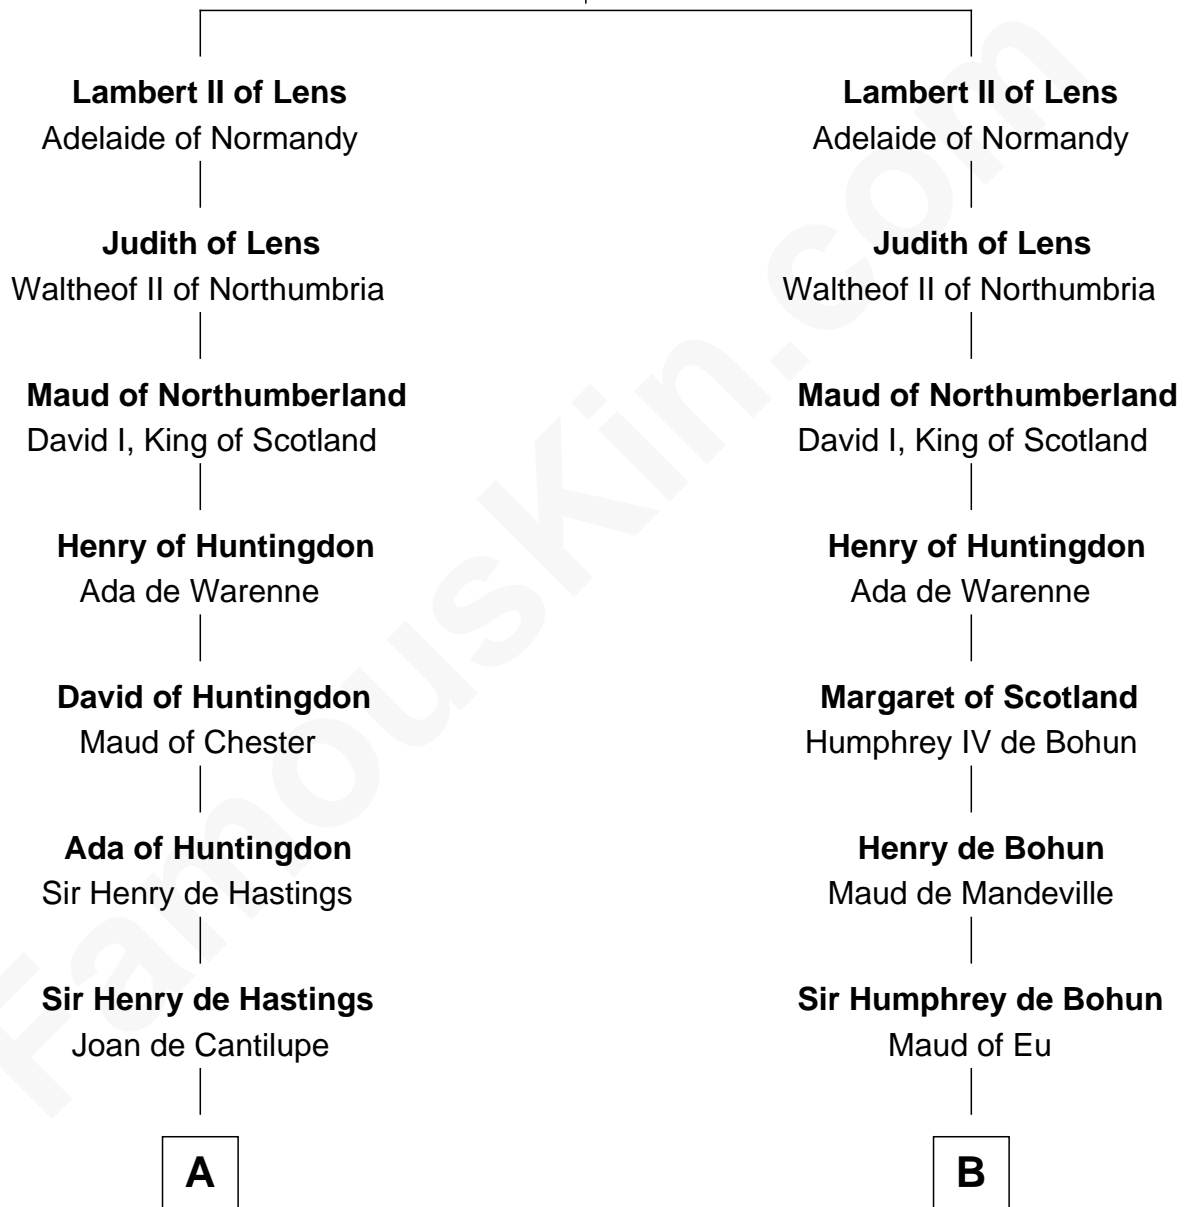 Lambert II of Lens
Adelaide of Normandy
Judith of Lens
Waltheof II of Northumbria
Maud of Northumberland
David I, King of Scotland
Henry of Huntingdon
Ada de Warenne
David of Huntingdon
Maud of Chester
Ada of Huntingdon
Sir Henry de Hastings
Sir Henry de Hastings
Joan de Cantilupe
A
Lambert II of Lens
Adelaide of Normandy
Judith of Lens
Waltheof II of Northumbria
Maud of Northumberland
David I, King of Scotland
Henry of Huntingdon
Ada de Warenne
Margaret of Scotland
Humphrey IV de Bohun
Henry de Bohun
Maud de Mandeville
Sir Humphrey de Bohun
Maud of Eu
B
FamousKin.com